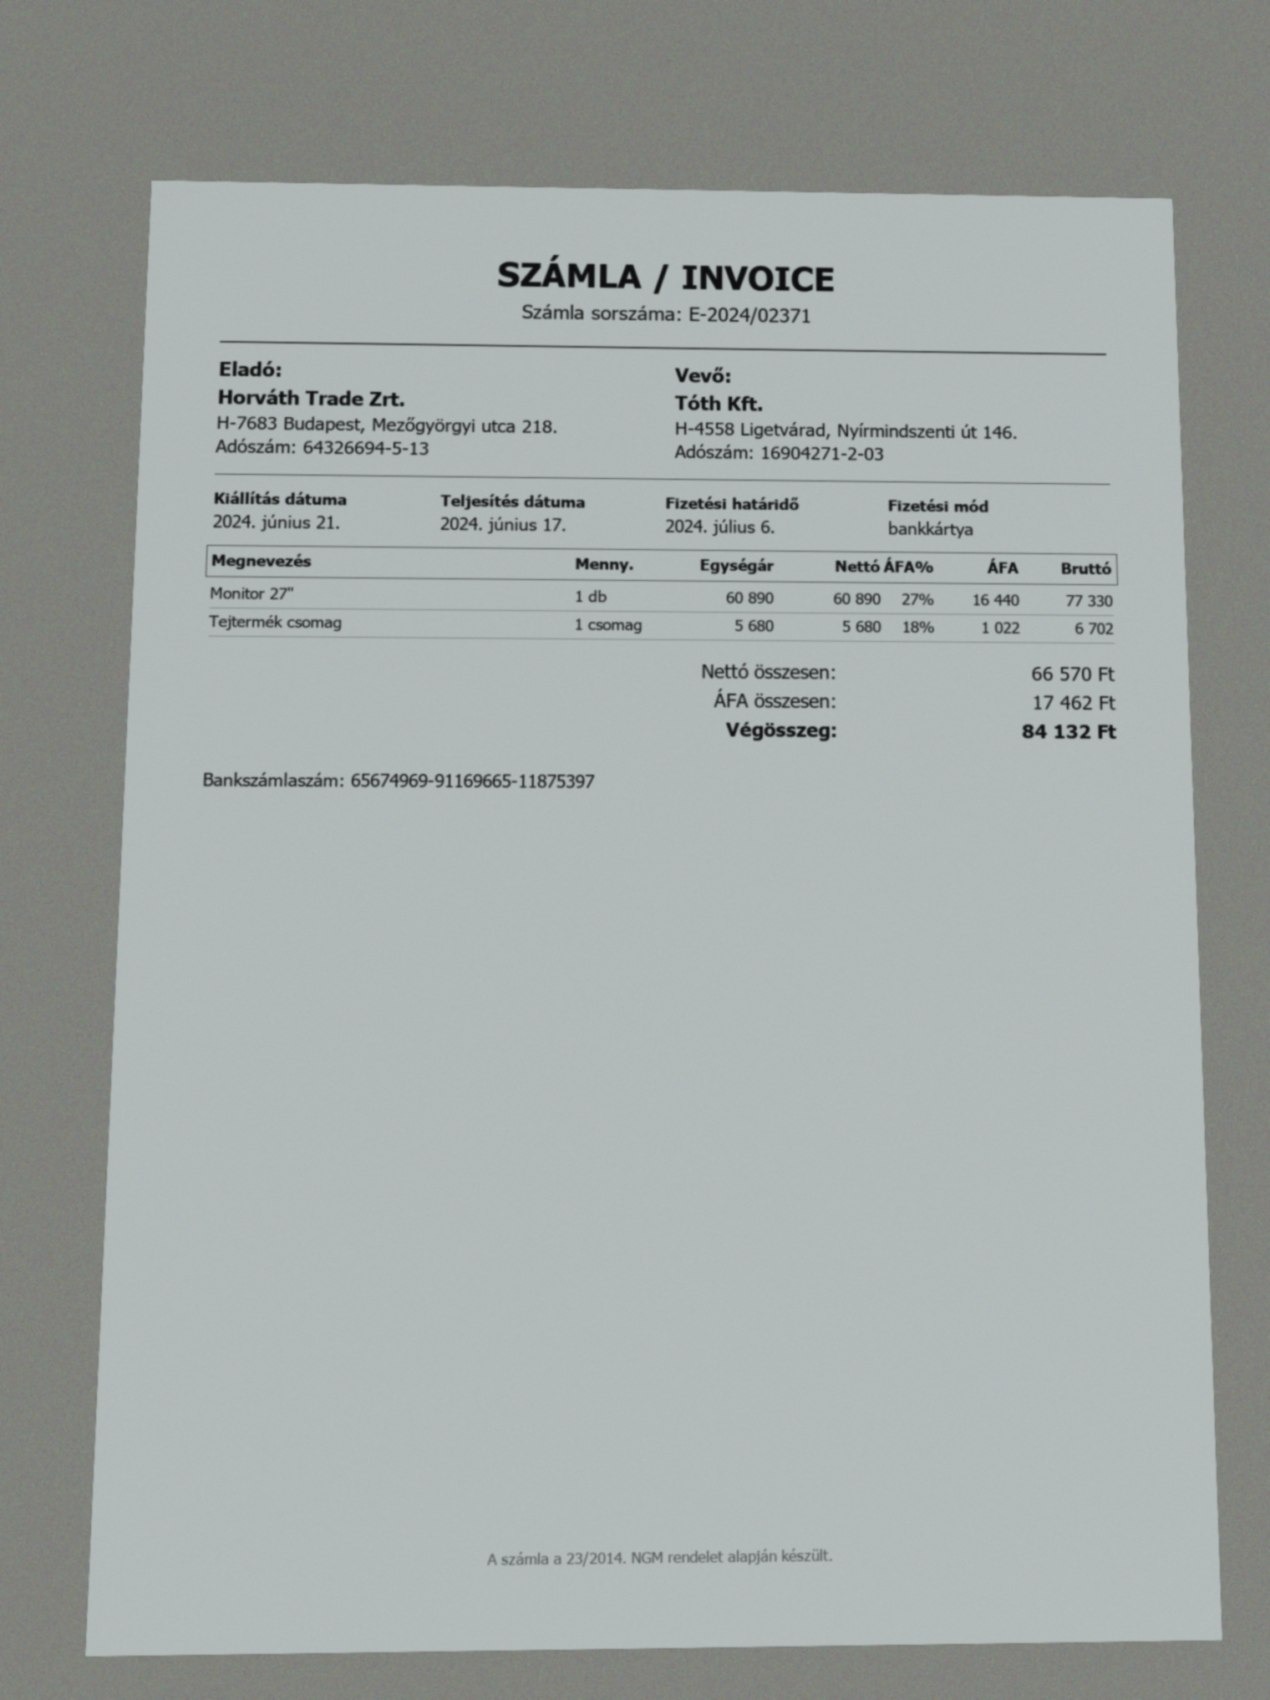 SZÁMLA / INVOICE
Számla sorszáma: E-2024/02371
Eladó:
Horváth Trade Zrt.
H-7683 Budapest, Mezőgyörgyi utca 218.
Adószám: 64326694-5-13
Vevő:
Tóth Kft.
H-4558 Ligetvárad, Nyírmindszenti út 146.
Adószám: 16904271-2-03
Kiállítás dátuma Teljesítés dátuma Fizetési határidő Fizetési mód
2024. június 21. 2024. június 17. 2024. július 6. bankkártya
Megnevezés Menny. Egységár Nettó ÁFA% ÁFA Bruttó
Monitor 27" 1 db 60 890 60 890 27% 16 440 77 330
Tejtermék csomag 1 csomag 5 680 5 680 18% 1 022 6 702
Nettó összesen: 66 570 Ft
ÁFA összesen: 17 462 Ft
Végösszeg: 84 132 Ft
Bankszámlaszám: 65674969-91169665-11875397
A számla a 23/2014. NGM rendelet alapján készült.